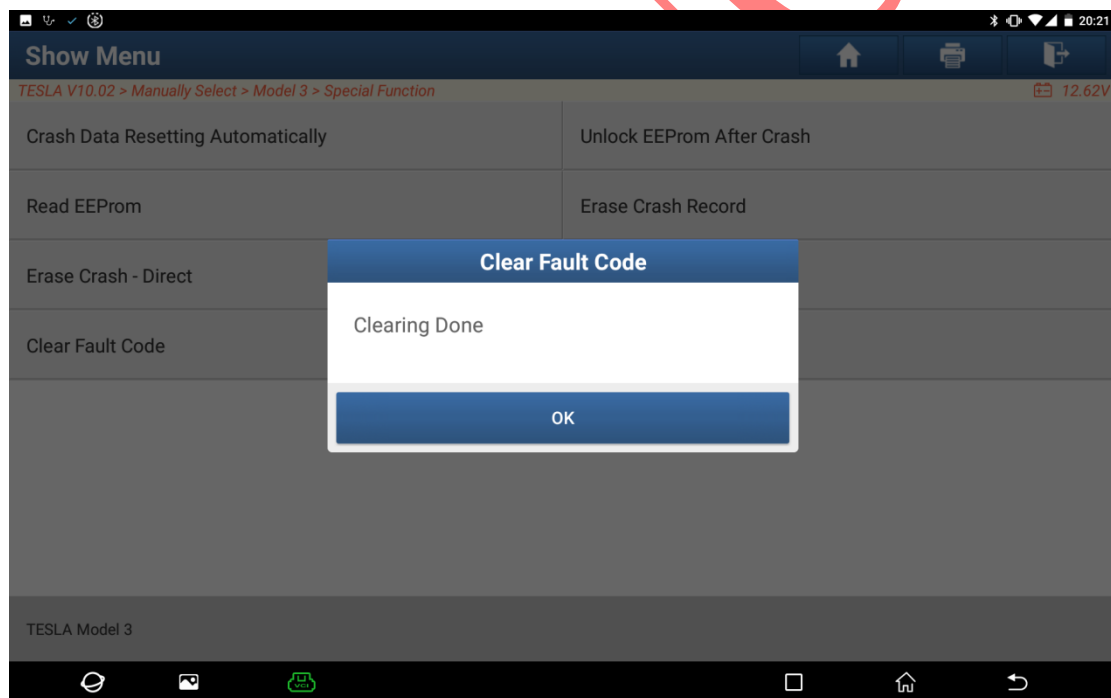 20:21
Show Menu
TESLA V10.02 > Manually Select > Model 3 > Special Function
12.62V
Crash Data Resetting Automatically
Unlock EEProm After Crash
Read EEProm
Erase Crash Record
Erase Crash - Direct
Clear Fault Code
Clear Fault Code
Clearing Done
OK
TESLA Model 3
VCI